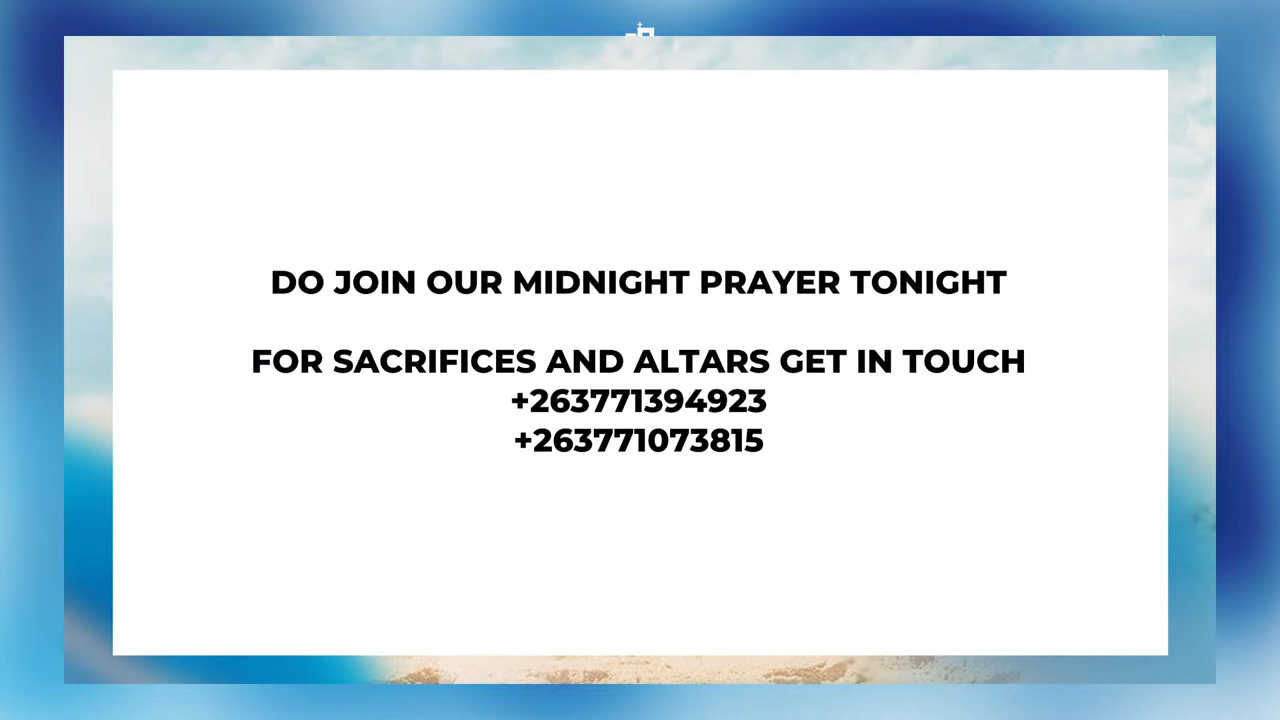 DO JOIN OUR MIDNIGHT PRAYER TONIGHT
FOR SACRIFICES AND ALTARS GET IN TOUCH
+263771394923
+263771073815